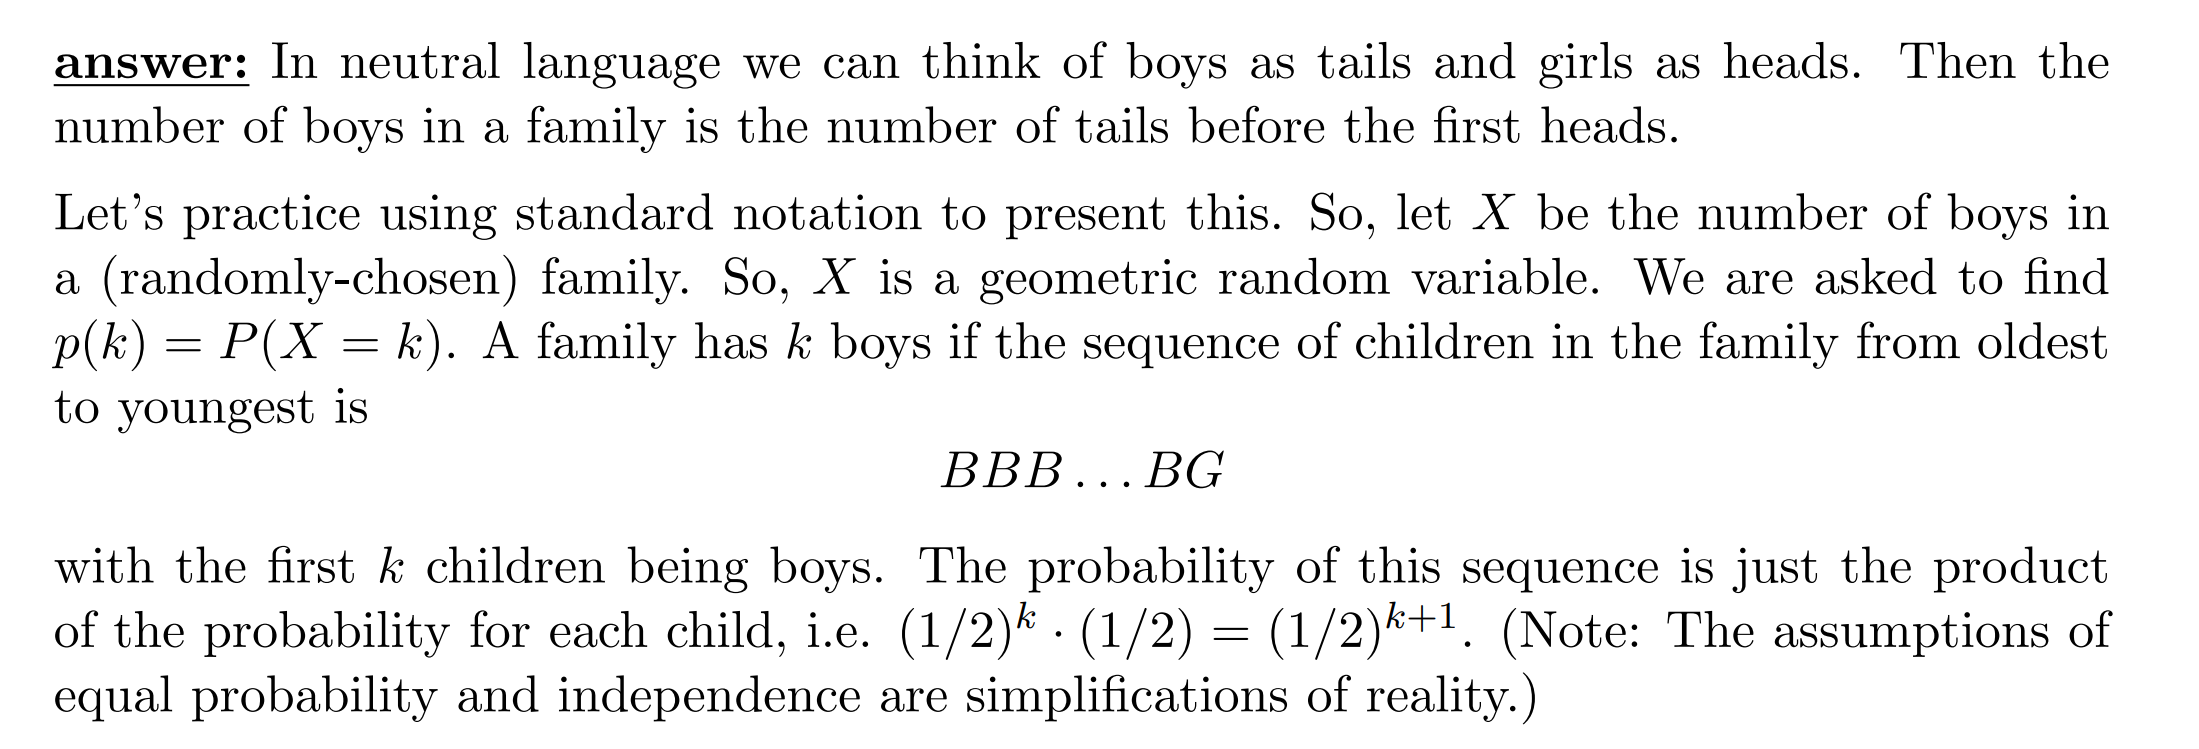 answer: In neutral language we can think of boys as tails and girls as heads. Then the
number of boys in a family is the number of tails before the first heads.
Let's practice using standard notation to present this. So, let X be the number of boys in
a (randomly-chosen) family. So, X is a geometric random variable. We are asked to find
p(k) = P(X = k). A family has k boys if the sequence of children in the family from oldest
to youngest is
BBB...BG
with the first k children being boys. The probability of this sequence is just the product
of the probability for each child, i.e. (1/2)^k · (1/2) = (1/2)^{k+1}. (Note: The assumptions of
equal probability and independence are simplifications of reality.)